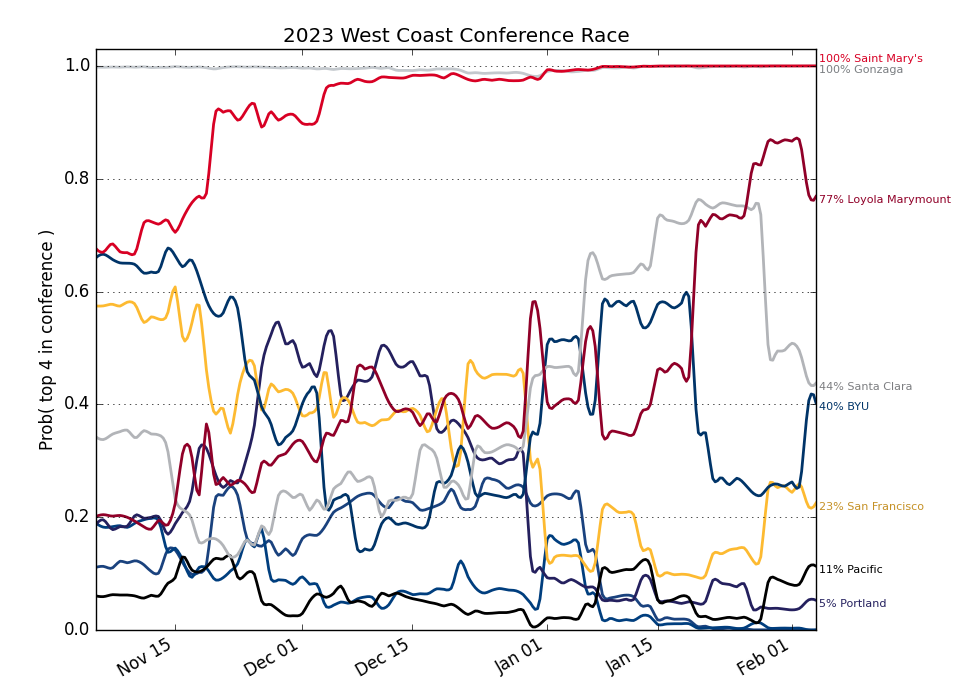 2023 West Coast Conference Race
Prob( top 4 in conference )
1.0
0.8
0.6
0.4
0.2
0.0
Nov 15
Dec 01
Dec 15
Jan 01
Jan 15
Feb 01
100% Saint Mary's
100% Gonzaga
77% Loyola Marymount
44% Santa Clara
40% BYU
23% San Francisco
11% Pacific
5% Portland